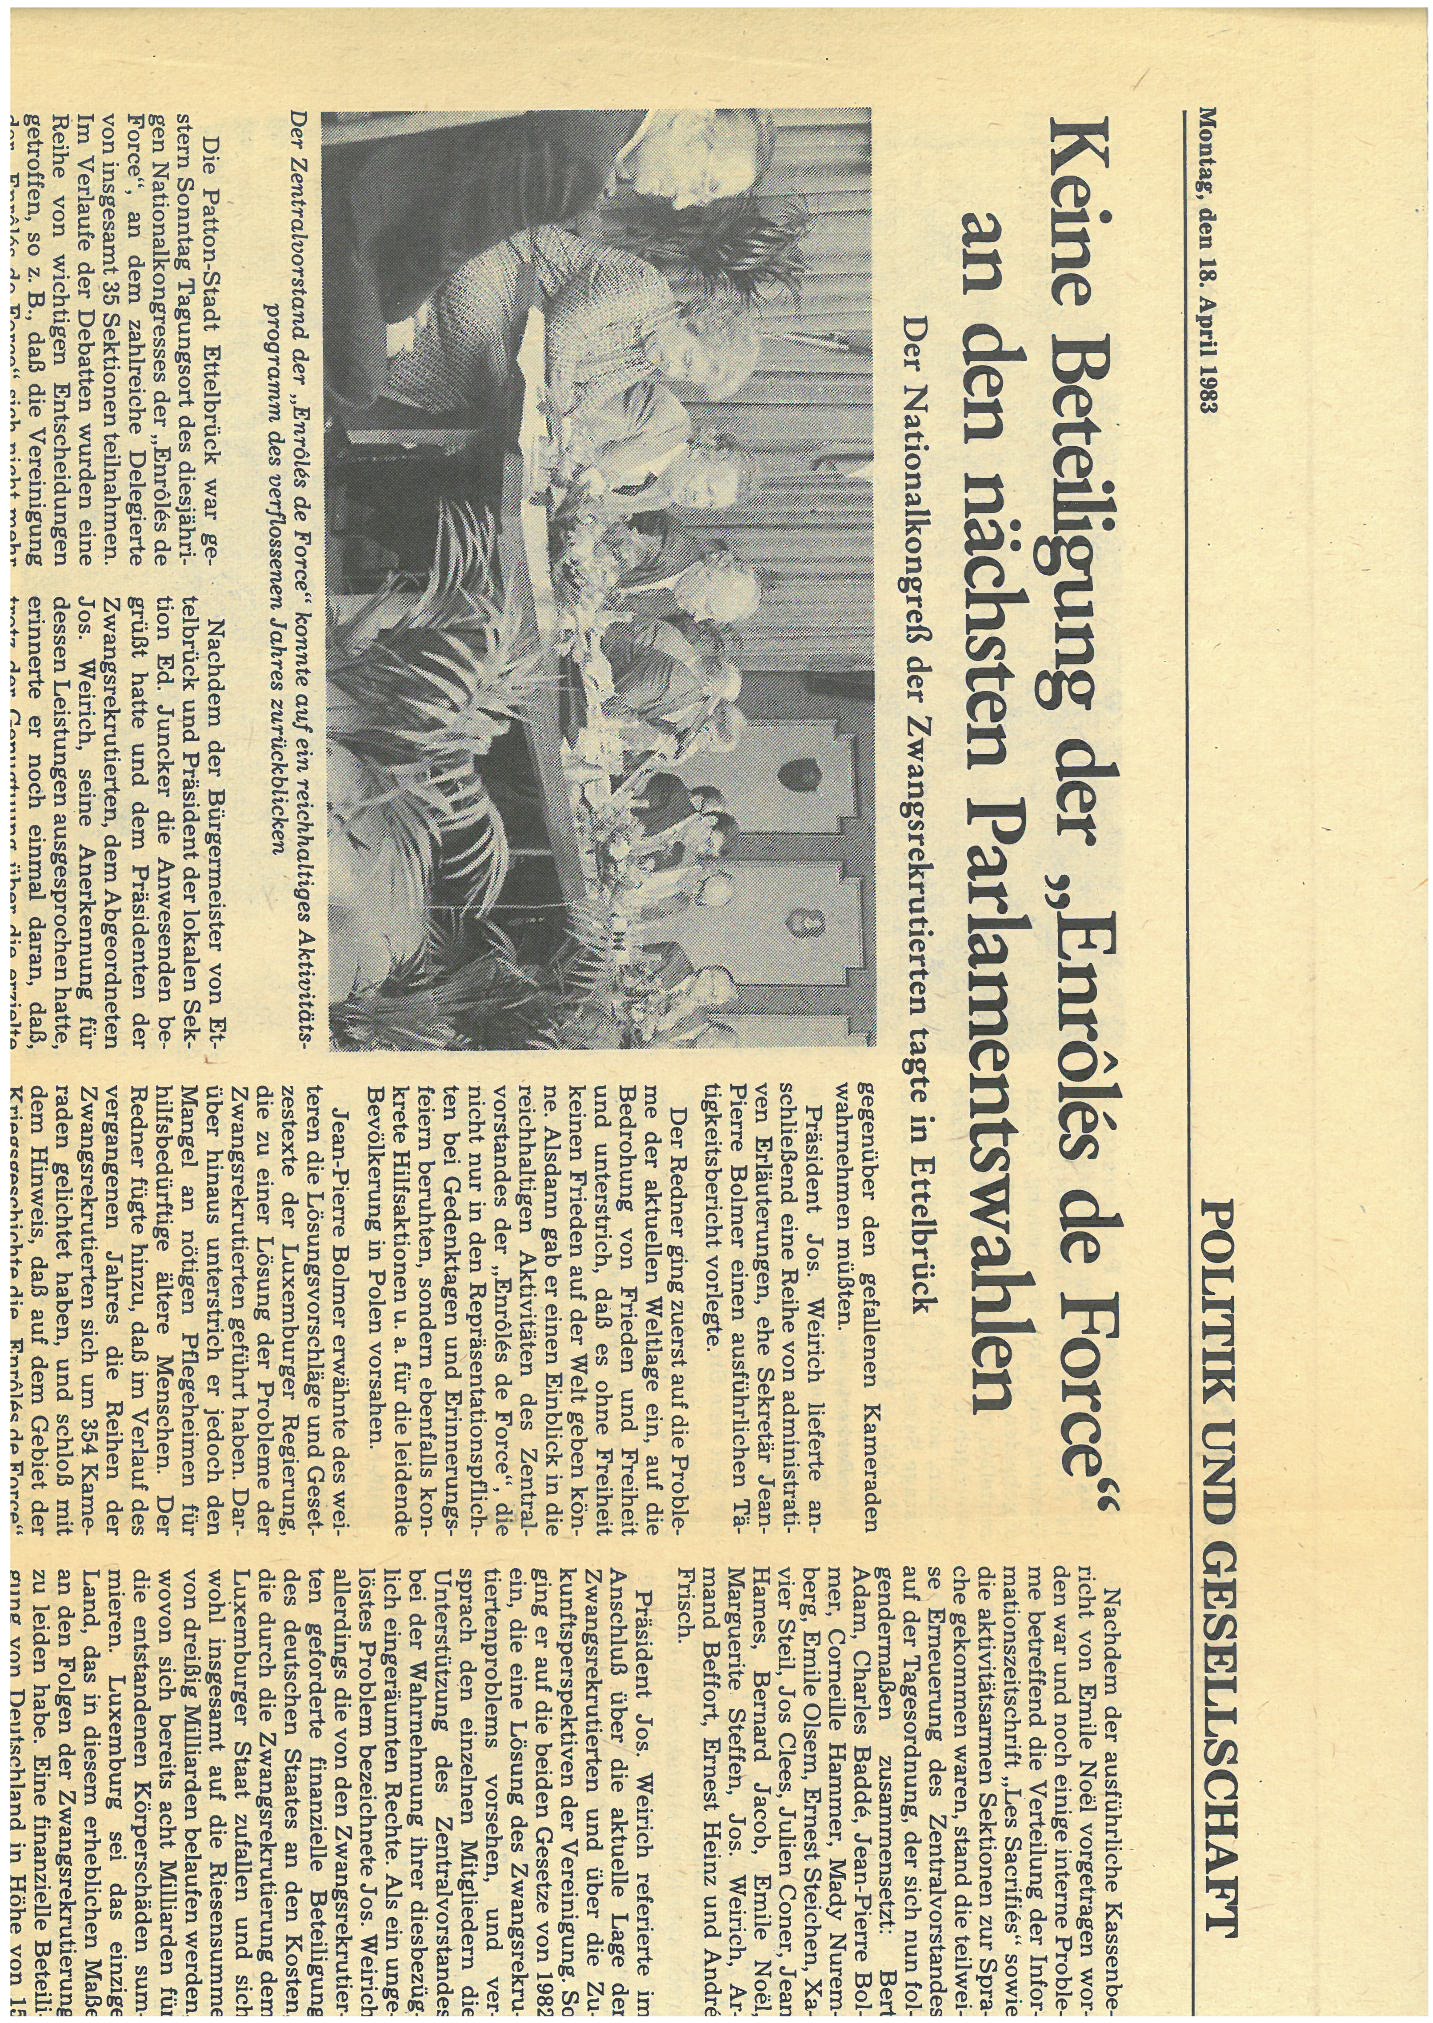 Montag, den 18. April 1983
POLITIK UND GESELLSCHAFT
Keine Beteiligung der „Enrôlés de Force“
an den nächsten Parlamentswahlen
Der Nationalkongreß der Zwangsrekrutierten tagte in Ettelbrück
Der Zentralvorstand der „Enrôlés de Force“ konnte auf ein reichhaltiges Aktivitäts-
programm des verflossenen Jahres zurückblicken
Die Patton-Stadt Ettelbrück war ge-
stern Sonntag Tagungsort des diesjähri-
gen Nationalkongresses der „Enrôlés de
Force“, an dem zahlreiche Delegierte
von insgesamt 35 Sektionen teilnahmen.
Im Verlaufe der Debatten wurden eine
Reihe von wichtigen Entscheidungen
getroffen, so z. B., daß die Vereinigung
der „Enrôlés de Force“ sich nicht mehr
Nachdem der Bürgermeister von Et-
telbrück und Präsident der lokalen Sek-
tion Ed. Juncker die Anwesenden be-
grüßt hatte und dem Präsidenten der
Zwangsrekrutierten, dem Abgeordneten
Jos. Weirich, seine Anerkennung für
dessen Leistungen ausgesprochen hatte,
erinnerte er noch einmal daran, daß,
trotz der Genugtuung über die erzielte
gegenüber den gefallenen Kameraden
wahrnehmen müßten.
Präsident Jos. Weirich lieferte an-
schließend eine Reihe von administrati-
ven Erläuterungen, ehe Sekretär Jean-
Pierre Bolmer einen ausführlichen Tä-
tigkeitsbericht vorlegte.
Der Redner ging zuerst auf die Proble-
me der aktuellen Weltlage ein, auf die
Bedrohung von Frieden und Freiheit
und unterstrich, daß es ohne Freiheit
keinen Frieden auf der Welt geben kön-
ne. Alsdann gab er einen Einblick in die
reichhaltigen Aktivitäten des Zentral-
vorstandes der „Enrôlés de Force“, die
nicht nur in den Repräsentationspflich-
ten bei Gedenktagen und Erinnerungs-
feiern beruhten, sondern ebenfalls kon-
krete Hilfsaktionen u. a. für die leidende
Bevölkerung in Polen vorsahen.
Jean-Pierre Bolmer erwähnte des wei-
teren die Lösungsvorschläge und Geset-
zestexte der Luxemburger Regierung,
die zu einer Lösung der Probleme der
Zwangsrekrutierten geführt haben. Dar-
über hinaus unterstrich er jedoch den
Mangel an nötigen Pflegeheimen für
hilfsbedürftige ältere Menschen. Der
Redner fügte hinzu, daß im Verlauf des
vergangenen Jahres die Reihen der
Zwangsrekrutierten sich um 354 Kame-
raden gelichtet haben, und schloß mit
dem Hinweis, daß auf dem Gebiet der
Kriegsgeschichte die „Enrôlés de Force“
Nachdem der ausführliche Kassenbe-
richt von Emile Noël vorgetragen wor-
den war und noch einige interne Proble-
me betreffend die Verteilung der Infor-
mationszeitschrift „Les Sacrifiés“ sowie
die aktivitätsarmen Sektionen zur Spra-
che gekommen waren, stand die teilwei-
se Erneuerung des Zentralvorstandes
auf der Tagesordnung, der sich nun fol-
gendermaßen zusammensetzt: Bert
Adam, Charles Baddé, Jean-Pierre Bol-
mer, Corneille Hammer, Mady Nurem-
berg, Emile Olsem, Ernest Steichen, Xa-
vier Steil, Jos Clees, Julien Coner, Jean
Hames, Bernard Jacob, Emile Noël,
Marguerite Steffen, Jos. Weirich, Ar-
mand Beffort, Ernest Heinz und André
Frisch.
Präsident Jos. Weirich referierte im
Anschluß über die aktuelle Lage der
Zwangsrekrutierten und über die Zu-
kunftsperspektiven der Vereinigung. So
ging er auf die beiden Gesetze von 1982
ein, die eine Lösung des Zwangsrekru-
tiertenproblems vorsehen, und ver-
sprach den einzelnen Mitgliedern die
Unterstützung des Zentralvorstandes
bei der Wahrnehmung ihrer diesbezüg-
lich eingeräumten Rechte. Als ein unge-
löstes Problem bezeichnete Jos. Weirich
allerdings die von den Zwangsrekrutier-
ten geforderte finanzielle Beteiligung
des deutschen Staates an den Kosten,
die durch die Zwangsrekrutierung dem
Luxemburger Staat zufallen und sich
wohl insgesamt auf die Riesensumme
von dreißig Milliarden belaufen werden,
wovon sich bereits acht Milliarden für
die entstandenen Körperschäden sum-
mieren. Luxemburg sei das einzige
Land, das in diesem erheblichen Maße
an den Folgen der Zwangsrekrutierung
zu leiden habe. Eine finanzielle Beteili-
gung von Deutschland in Höhe von 15